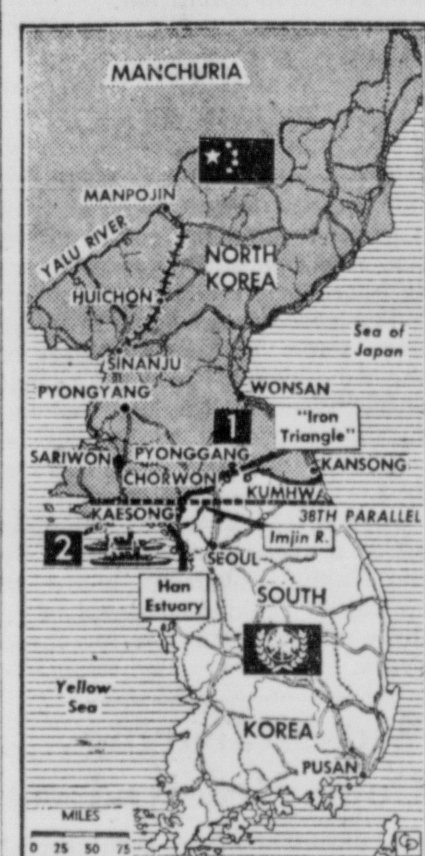 MANCHURIA
MANPOJIN
YALU RIVER
NORTH
KOREA
HUICHON
Sea of
Japan
SINANJU
PYONGYANG
WONSAN
1
"Iron
Triangle"
SARIWON
PYONGGANG
KANSONG
CHORWON
KUMHWA
KAESONG
38TH PARALLEL
Imjin R.
2
SEOUL
Han
Estuary
SOUTH
Yellow
Sea
KOREA
PUSAN
MILES
0 25 50 75
CP